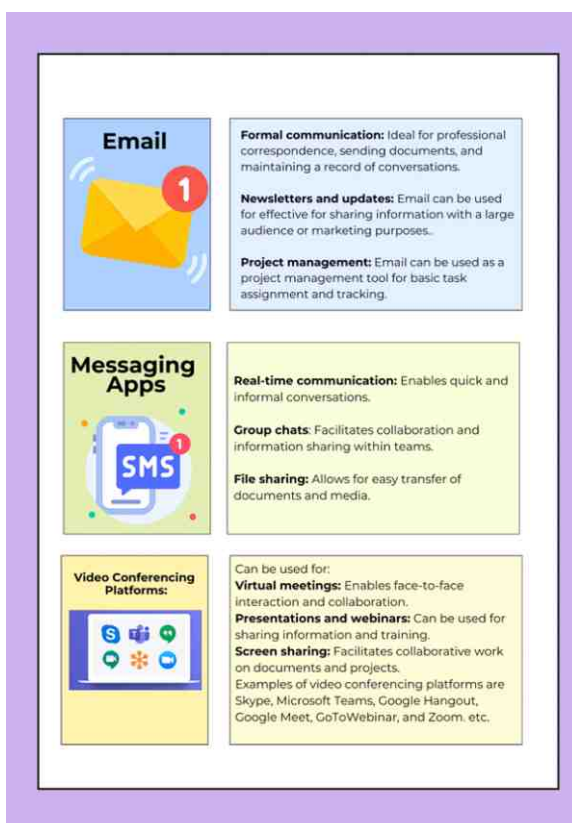 Email
1
Formal communication: Ideal for professional
correspondence, sending documents, and
maintaining a record of conversations.
Newsletters and updates: Email can be used
for effective for sharing information with a large
audience or marketing purposes..
Project management: Email can be used as a
project management tool for basic task
assignment and tracking.
Messaging
Apps
1
SMS
Real-time communication: Enables quick and
informal conversations.
Group chats: Facilitates collaboration and
information sharing within teams.
File sharing: Allows for easy transfer of
documents and media.
Video Conferencing
Platforms:
Can be used for:
Virtual meetings: Enables face-to-face
interaction and collaboration.
Presentations and webinars: Can be used for
sharing information and training.
Screen sharing: Facilitates collaborative work
on documents and projects.
Examples of video conferencing platforms are
Skype, Microsoft Teams, Google Hangout,
Google Meet, GoToWebinar, and Zoom. etc.